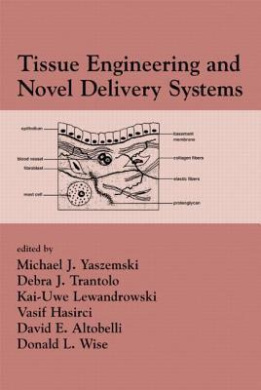 Tissue Engineering and
Novel Delivery Systems
epithelium
basement
membrane
blood vessel
fibroblast
collagen fibers
elastic fibers
mast cell
proteoglycan
edited by
Michael J. Yaszemski
Debra J. Trantolo
Kai-Uwe Lewandrowski
Vasif Hasirci
David E. Altobelli
Donald L. Wise